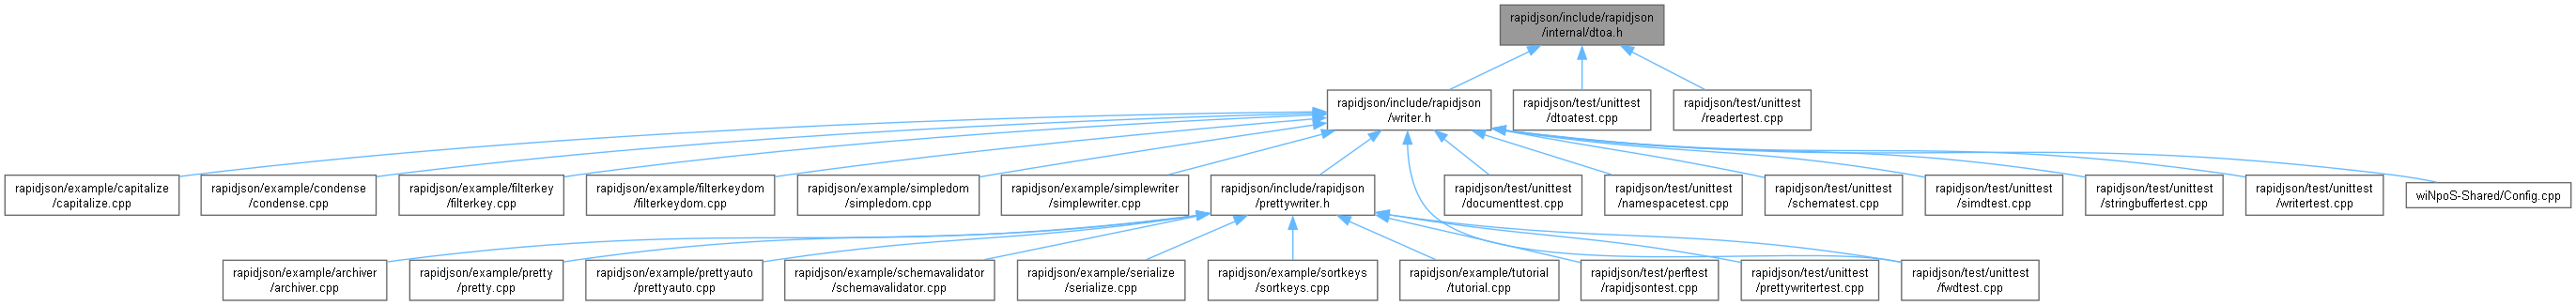 rapidjson/include/rapidjson
/internal/dtoa.h
rapidjson/include/rapidjson
/writer.h
rapidjson/test/unittest
/dtoatest.cpp
rapidjson/test/unittest
/readertest.cpp
rapidjson/example/capitalize
/capitalize.cpp
rapidjson/example/condense
/condense.cpp
rapidjson/example/filterkey
/filterkey.cpp
rapidjson/example/filterkeydom
/filterkeydom.cpp
rapidjson/example/simpledom
/simpledom.cpp
rapidjson/example/simplewriter
/simplewriter.cpp
rapidjson/include/rapidjson
/prettywriter.h
rapidjson/test/unittest
/documenttest.cpp
rapidjson/test/unittest
/namespacetest.cpp
rapidjson/test/unittest
/schematest.cpp
rapidjson/test/unittest
/simdtest.cpp
rapidjson/test/unittest
/stringbuffertest.cpp
rapidjson/test/unittest
/writertest.cpp
wiNpoS-Shared/Config.cpp
rapidjson/example/archiver
/archiver.cpp
rapidjson/example/pretty
/pretty.cpp
rapidjson/example/prettyauto
/prettyauto.cpp
rapidjson/example/schemavalidator
/schemavalidator.cpp
rapidjson/example/serialize
/serialize.cpp
rapidjson/example/sortkeys
/sortkeys.cpp
rapidjson/example/tutorial
/tutorial.cpp
rapidjson/test/perftest
/rapidjsontest.cpp
rapidjson/test/unittest
/prettywritertest.cpp
rapidjson/test/unittest
/fwdtest.cpp